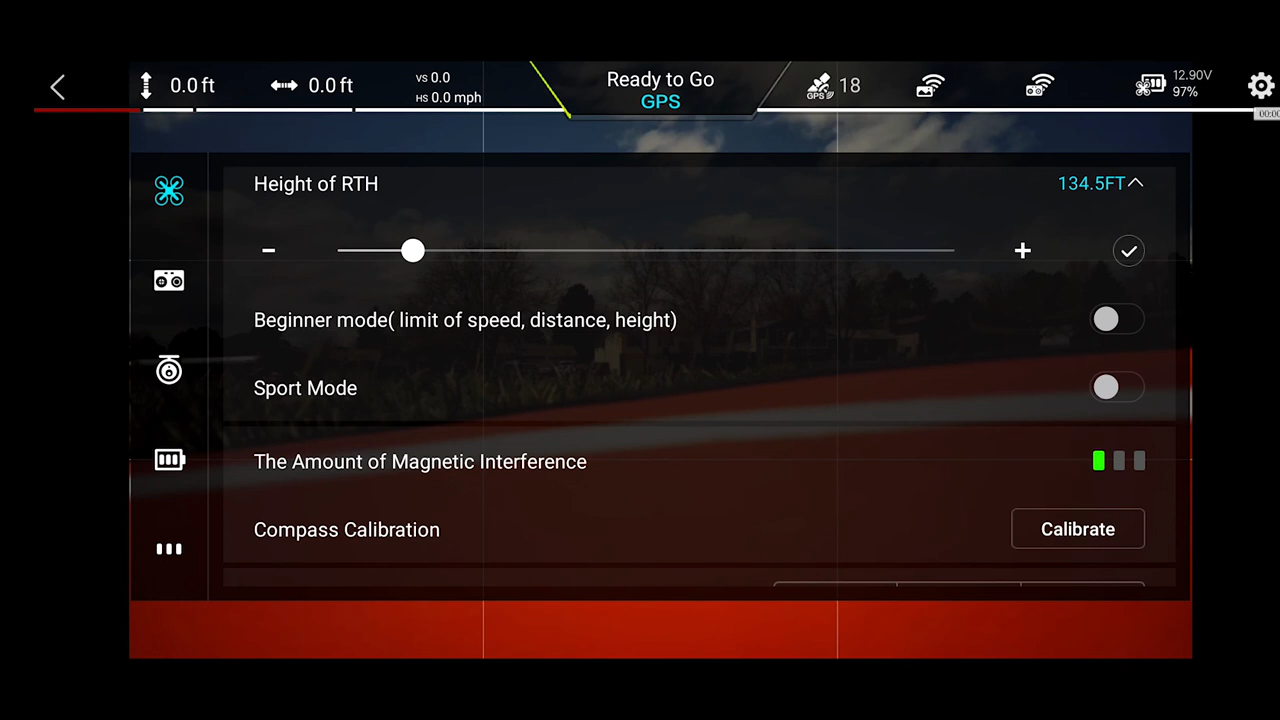 0.0 ft
0.0 ft
VS 0.0
HS 0.0 mph
Ready to Go
GPS
GPS
18
12.90V
97%
Height of RTH
134.5FT
Beginner mode( limit of speed, distance, height)
Sport Mode
The Amount of Magnetic Interference
Compass Calibration
Calibrate